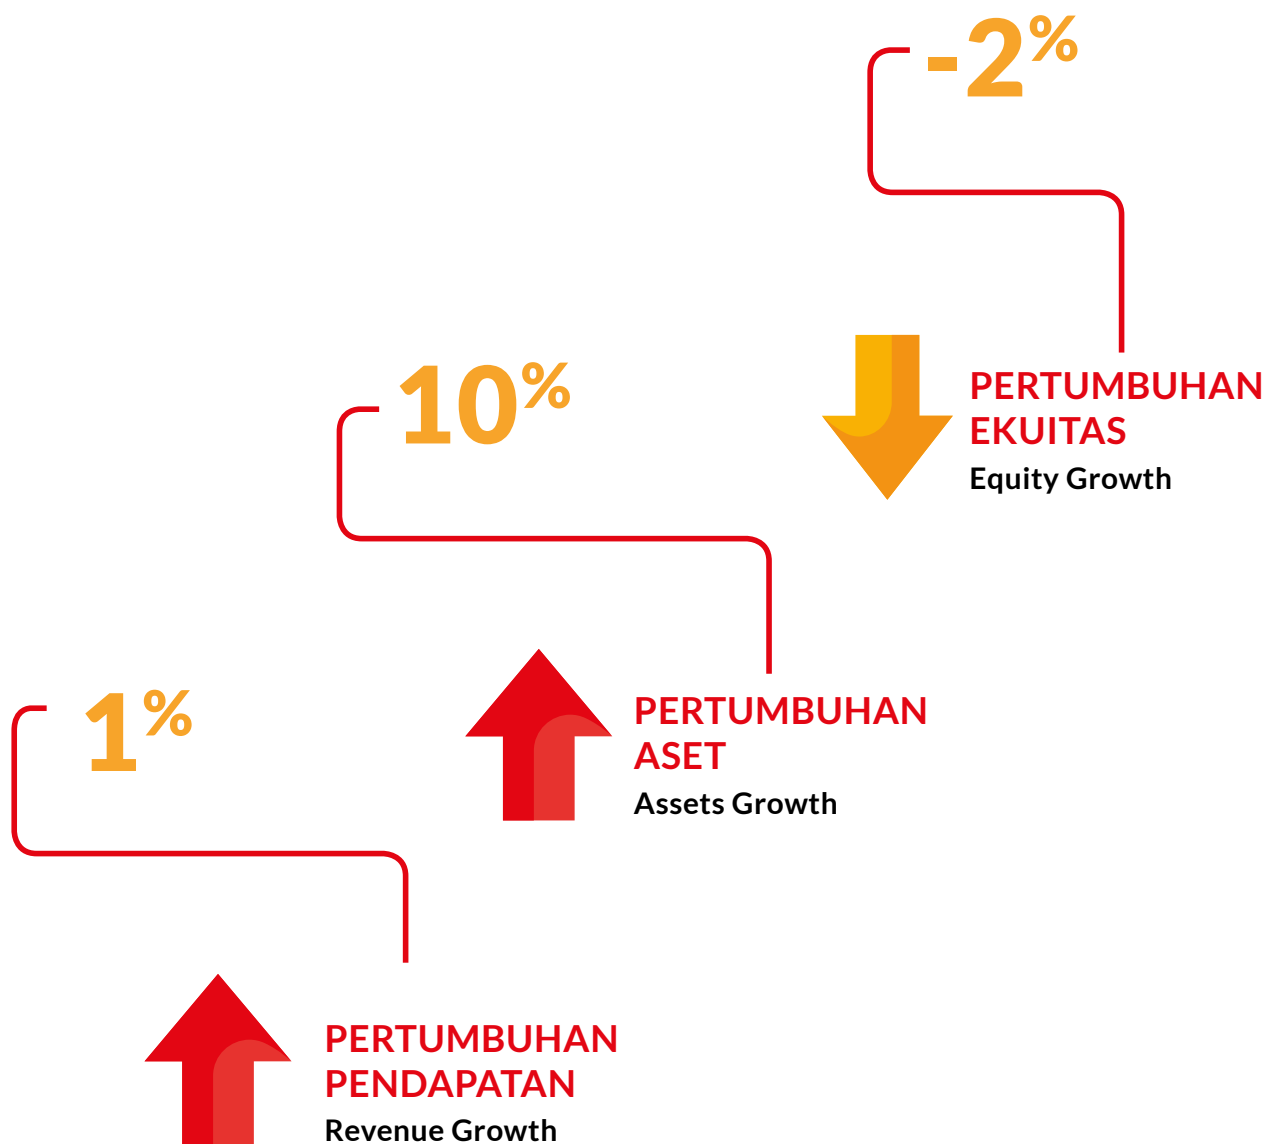 -2%
PERTUMBUHAN
EKUITAS
Equity Growth
10%
PERTUMBUHAN
ASET
Assets Growth
1%
PERTUMBUHAN
PENDAPATAN
Revenue Growth